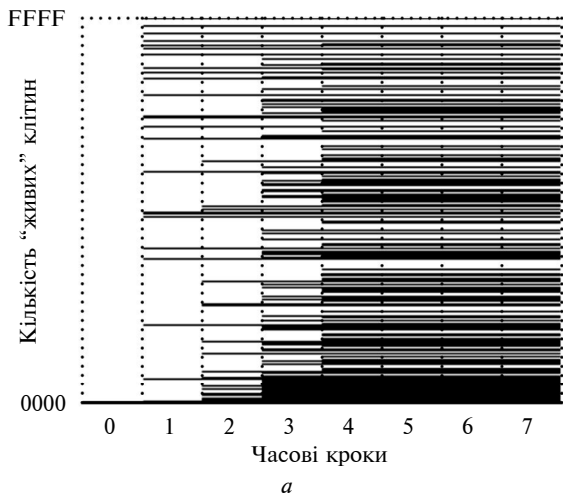 FFFF
Кількість “живих” клітин
0000
0 1 2 3 4 5 6 7
Часові кроки
а